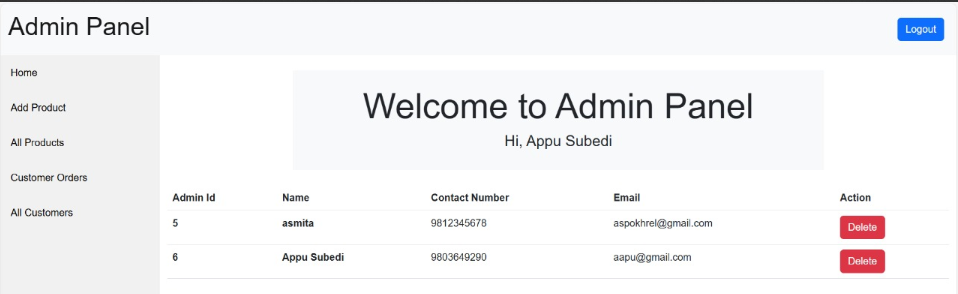 Admin Panel
Logout
Home
Add Product
All Products
Customer Orders
All Customers
Welcome to Admin Panel
Hi, Appu Subedi
Admin Id Name Contact Number Email Action
5 asmita 9812345678 aspokhrel@gmail.com Delete
6 Appu Subedi 9803649290 aapu@gmail.com Delete